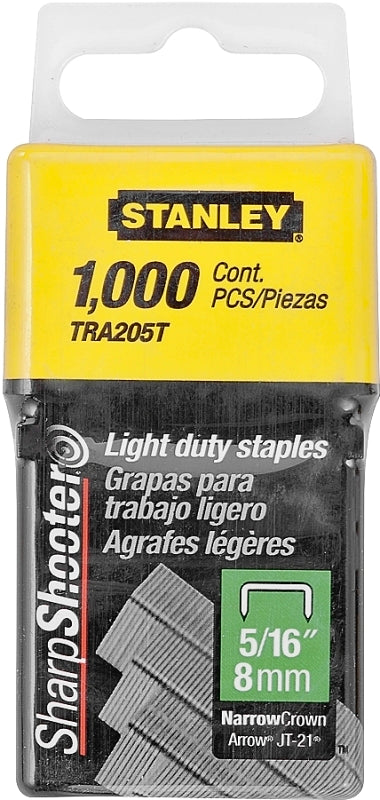 STANLEY®
1,000 Cont.
PCS/Piezas
TRA205T
SharpShooter
Light duty staples
Grapas para
trabajo ligero
Agrafes légères
5/16"
8mm
NarrowCrown
Arrow® JT-21®
™